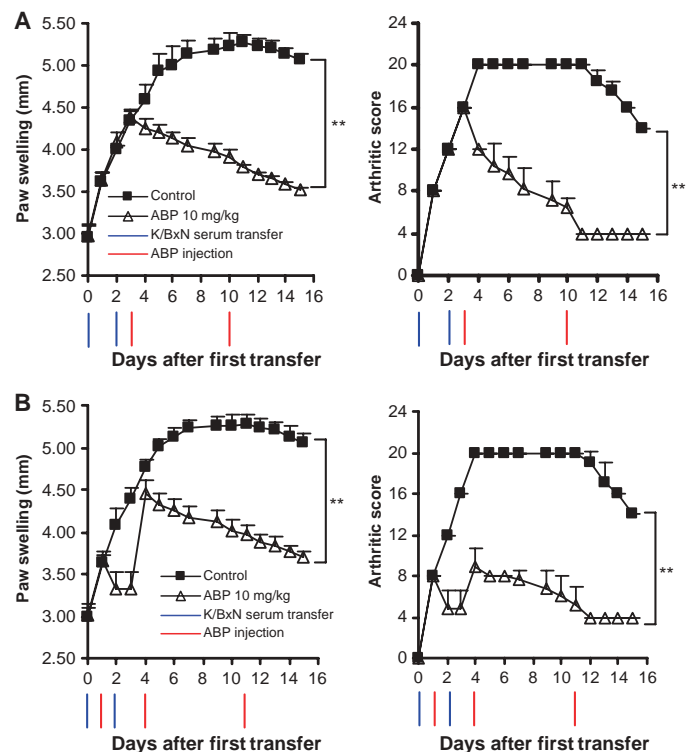 A
Paw swelling (mm)
5.50
5.00
4.50
4.00
3.50
3.00
2.50
Control
ABP 10 mg/kg
K/BxN serum transfer
ABP injection
**
0 2 4 6 8 10 12 14 16
Days after first transfer
Arthritic score
24
20
16
12
8
4
0
**
0 2 4 6 8 10 12 14 16
Days after first transfer
B
Paw swelling (mm)
5.50
5.00
4.50
4.00
3.50
3.00
2.50
Control
ABP 10 mg/kg
K/BxN serum transfer
ABP injection
**
0 2 4 6 8 10 12 14 16
Days after first transfer
Arthritic score
24
20
16
12
8
4
0
**
0 2 4 6 8 10 12 14 16
Days after first transfer